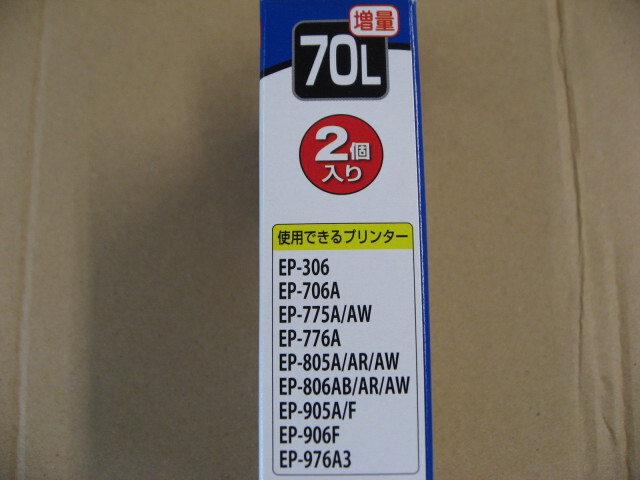 増量
70L
2個
入り
使用できるプリンター
EP-306
EP-706A
EP-775A/AW
EP-776A
EP-805A/AR/AW
EP-806AB/AR/AW
EP-905A/F
EP-906F
EP-976A3